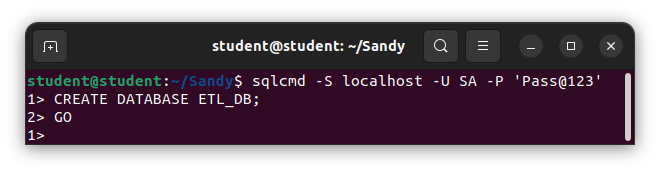 student@student: ~/Sandy
student@student:~/Sandy$ sqlcmd -S localhost -U SA -P 'Pass@123'
1> CREATE DATABASE ETL_DB;
2> GO
1>